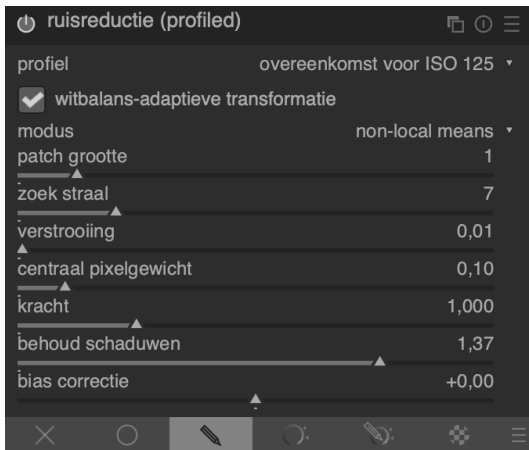 ruisreductie (profiled)
profiel overeenkomst voor ISO 125
witbalans-adaptieve transformatie
modus non-local means
patch grootte 1
zoek straal 7
verstrooiing 0,01
centraal pixelgewicht 0,10
kracht 1,000
behoud schaduwen 1,37
bias correctie +0,00